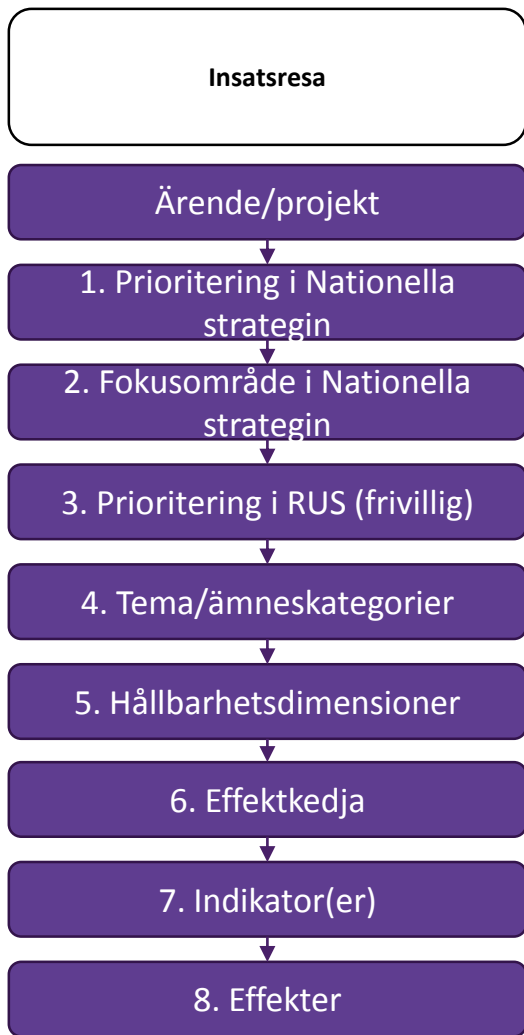 Insatsresa
Ärende/projekt
1. Prioritering i Nationella
strategin
2. Fokusområde i Nationella
strategin
3. Prioritering i RUS (frivillig)
4. Tema/ämneskategorier
5. Hållbarhetsdimensioner
6. Effektkedja
7. Indikator(er)
8. Effekter